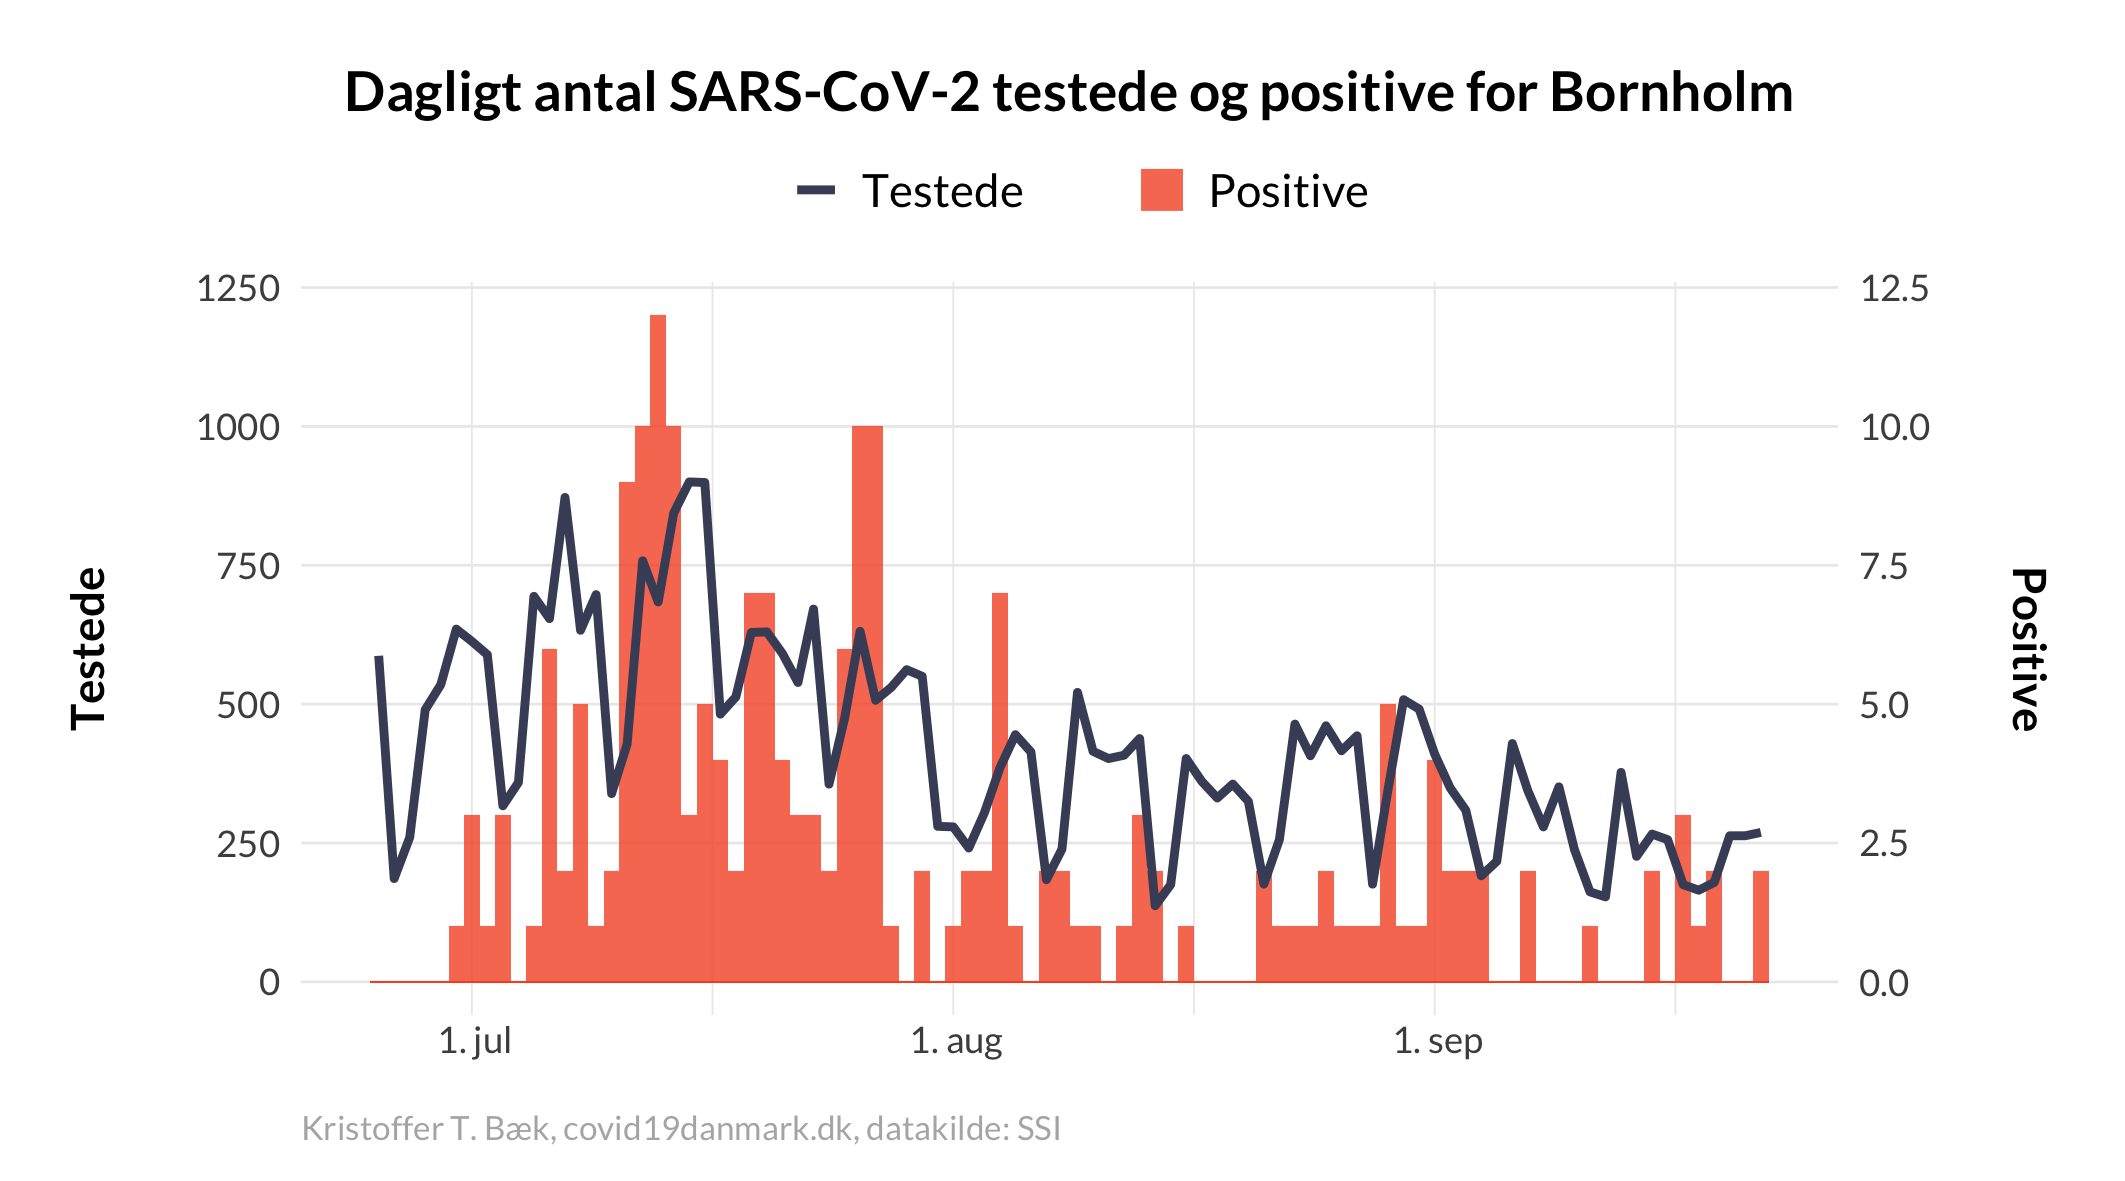 Dagligt antal SARS-CoV-2 testede og positive for Bornholm
Testede
Positive
1250
1000
750
500
250
0
12.5
10.0
7.5
5.0
2.5
0.0
Testede
Positive
1. jul
1. aug
1. sep
Kristoffer T. Bæk, covid19danmark.dk, datakilde: SSI